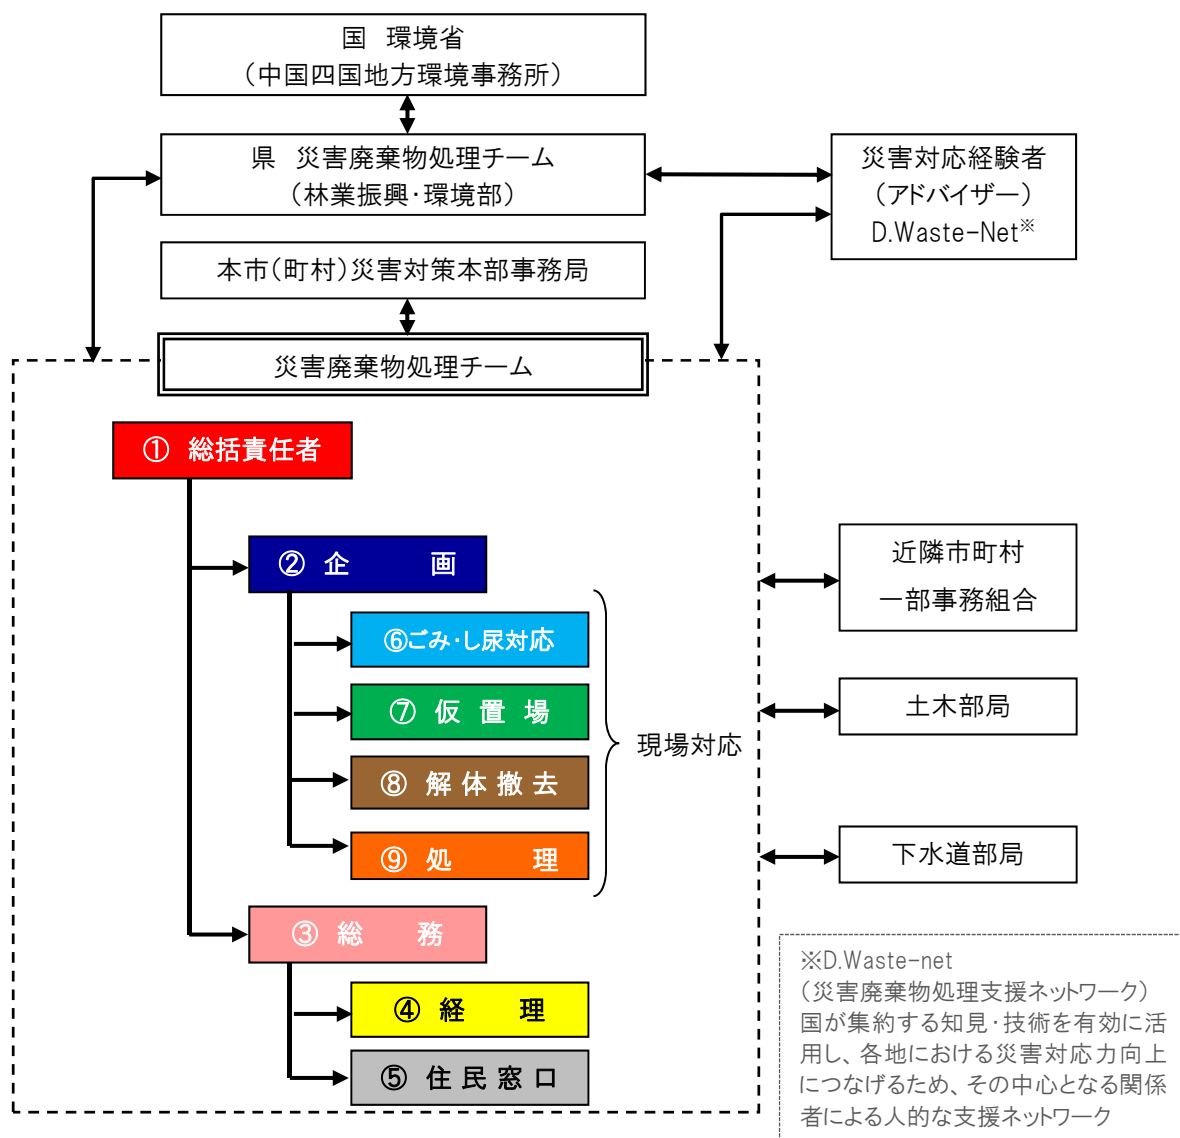 国　環境省
（中国四国地方環境事務所）
県　災害廃棄物処理チーム
（林業振興・環境部）
災害対応経験者
（アドバイザー）
D.Waste-Net※
本市（町村）災害対策本部事務局
災害廃棄物処理チーム
①　総括責任者
②　企　　画
⑥ごみ・し尿対応
⑦　仮　置　場
⑧　解　体　撤　去
⑨　処　　理
現場対応
③　総　　務
④　経　　理
⑤　住　民　窓　口
近隣市町村
一部事務組合
土木部局
下水道部局
※D.Waste-net
（災害廃棄物処理支援ネットワーク）
国が集約する知見・技術を有効に活
用し、各地における災害対応力向上
につなげるため、その中心となる関係
者による人的な支援ネットワーク